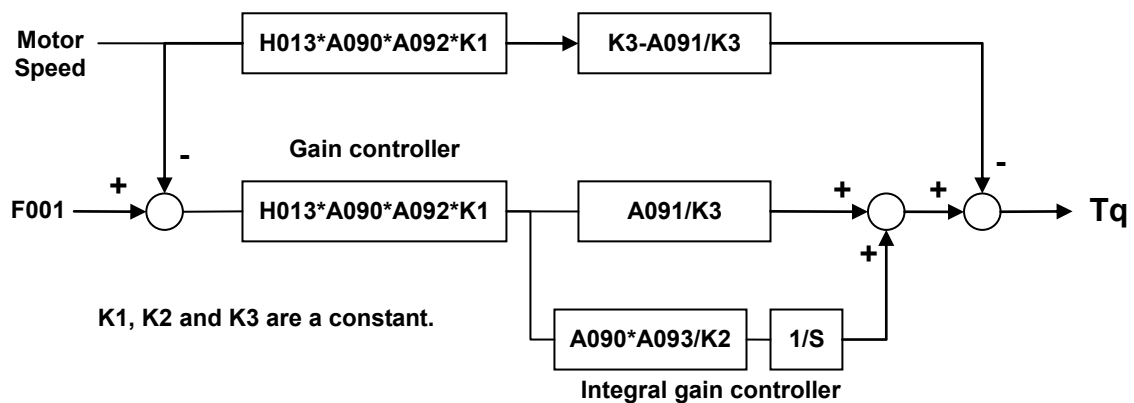 Motor
Speed
H013*A090*A092*K1
K3-A091/K3
-
Gain controller
-
+
F001
H013*A090*A092*K1
A091/K3
+
+
+
Tq
K1, K2 and K3 are a constant.
A090*A093/K2
1/S
Integral gain controller